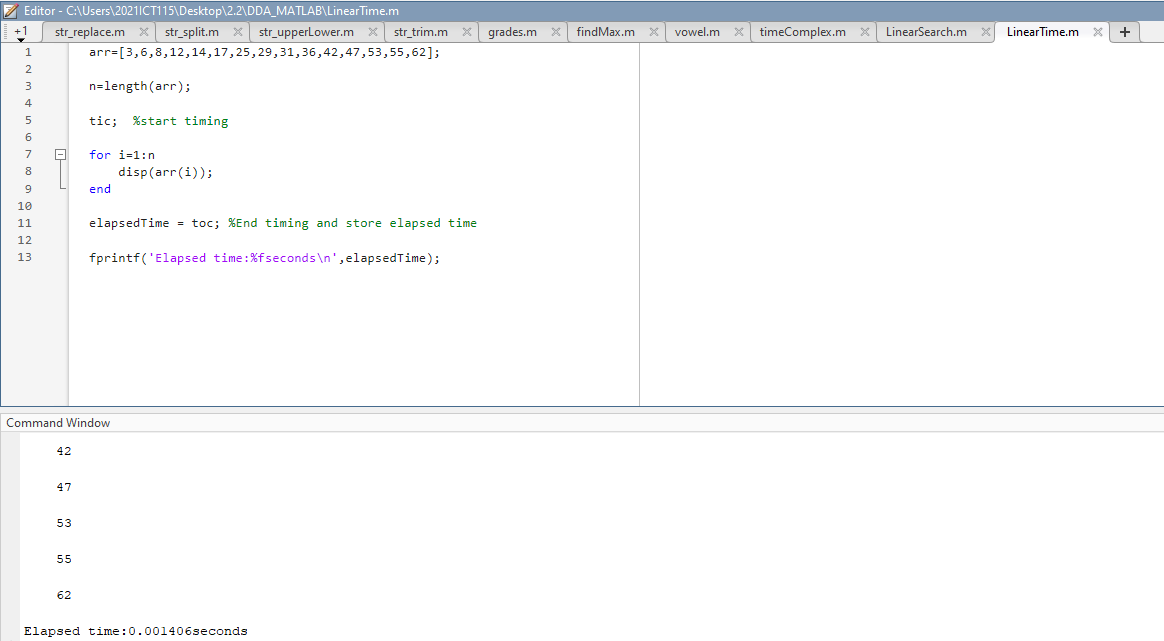 Editor - C:\Users\2021ICT115\Desktop\2.2\DDA_MATLAB\LinearTime.m
+1 str_replace.m str_split.m str_upperLower.m str_trim.m grades.m findMax.m vowel.m timeComplex.m LinearSearch.m LinearTime.m +
1 arr=[3,6,8,12,14,17,25,29,31,36,42,47,53,55,62];
2
3 n=length(arr);
4
5 tic;  %start timing
6
7 for i=1:n
8     disp(arr(i));
9 end
10
11 elapsedTime = toc; %End timing and store elapsed time
12
13 fprintf('Elapsed time:%fseconds\n',elapsedTime);
Command Window
42
47
53
55
62
Elapsed time:0.001406seconds